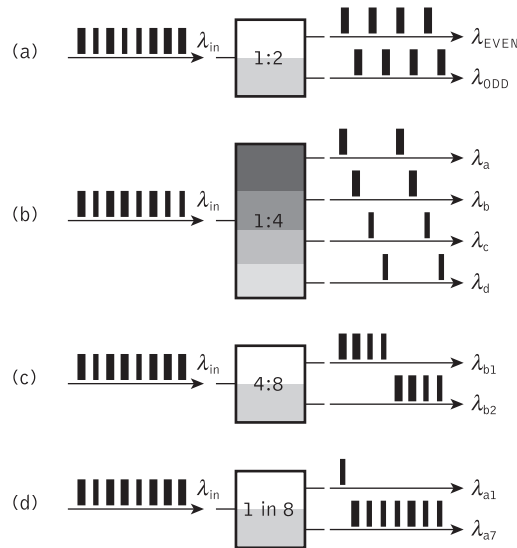 (a) λin 1:2 λEVEN
λODD
(b) λin 1:4 λa
λb
λc
λd
(c) λin 4:8 λb1
λb2
(d) λin 1 in 8 λa1
λa7